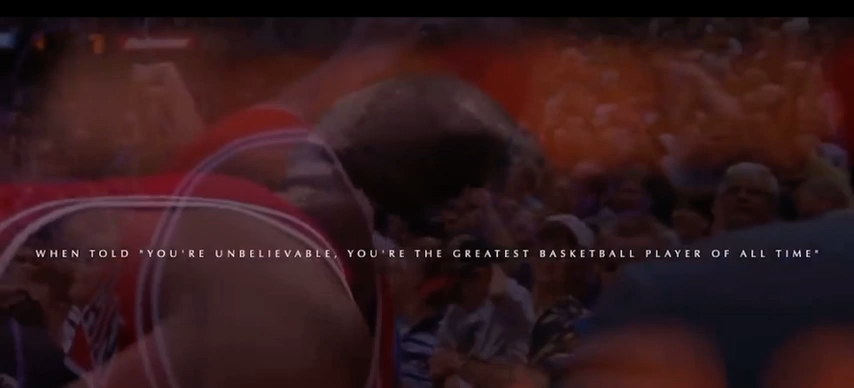 WHEN TOLD "YOU'RE UNBELIEVABLE, YOU'RE THE GREATEST BASKETBALL PLAYER OF ALL TIME"